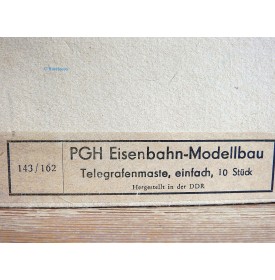 143/162
PGH Eisenbahn-Modellbau
Telegrafenmaste, einfach, 10 Stück
Hergestellt in der DDR